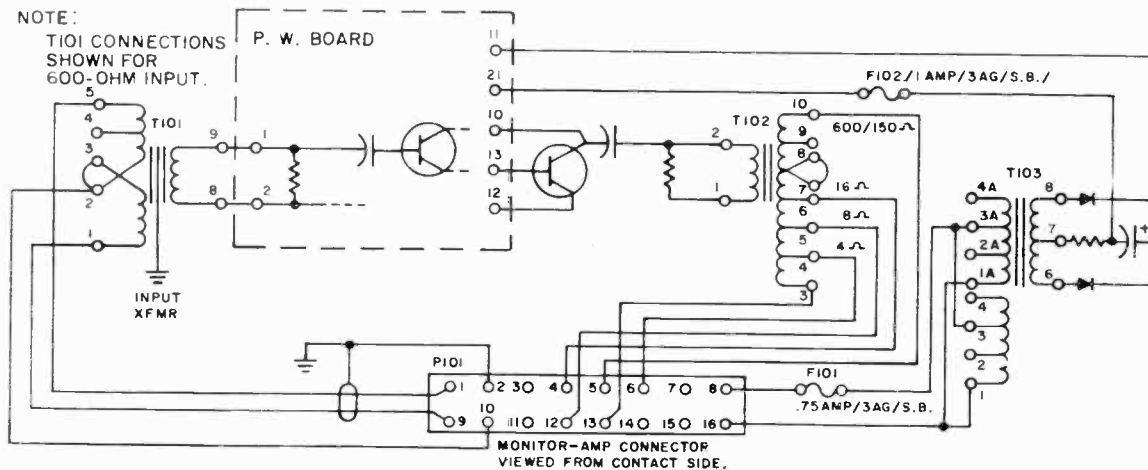 NOTE:
T101 CONNECTIONS
SHOWN FOR
600-OHM INPUT.
P. W. BOARD
11
21
F102/1 AMP/3AG/S.B./
5
4
3
2
1
T101
9
8
1
2
10
13
12
INPUT
XFMR
2
1
T102
10
600/150Ω
9
8
7
16Ω
6
8Ω
5
4Ω
4
3
T103
4A
3A
2A
1A
4
3
2
1
8
7
6
+
P101
1 2 3 4 5 6 7 8
9 10 11 12 13 14 15 16
F101
.75AMP/3AG/S.B.
MONITOR-AMP CONNECTOR
VIEWED FROM CONTACT SIDE.